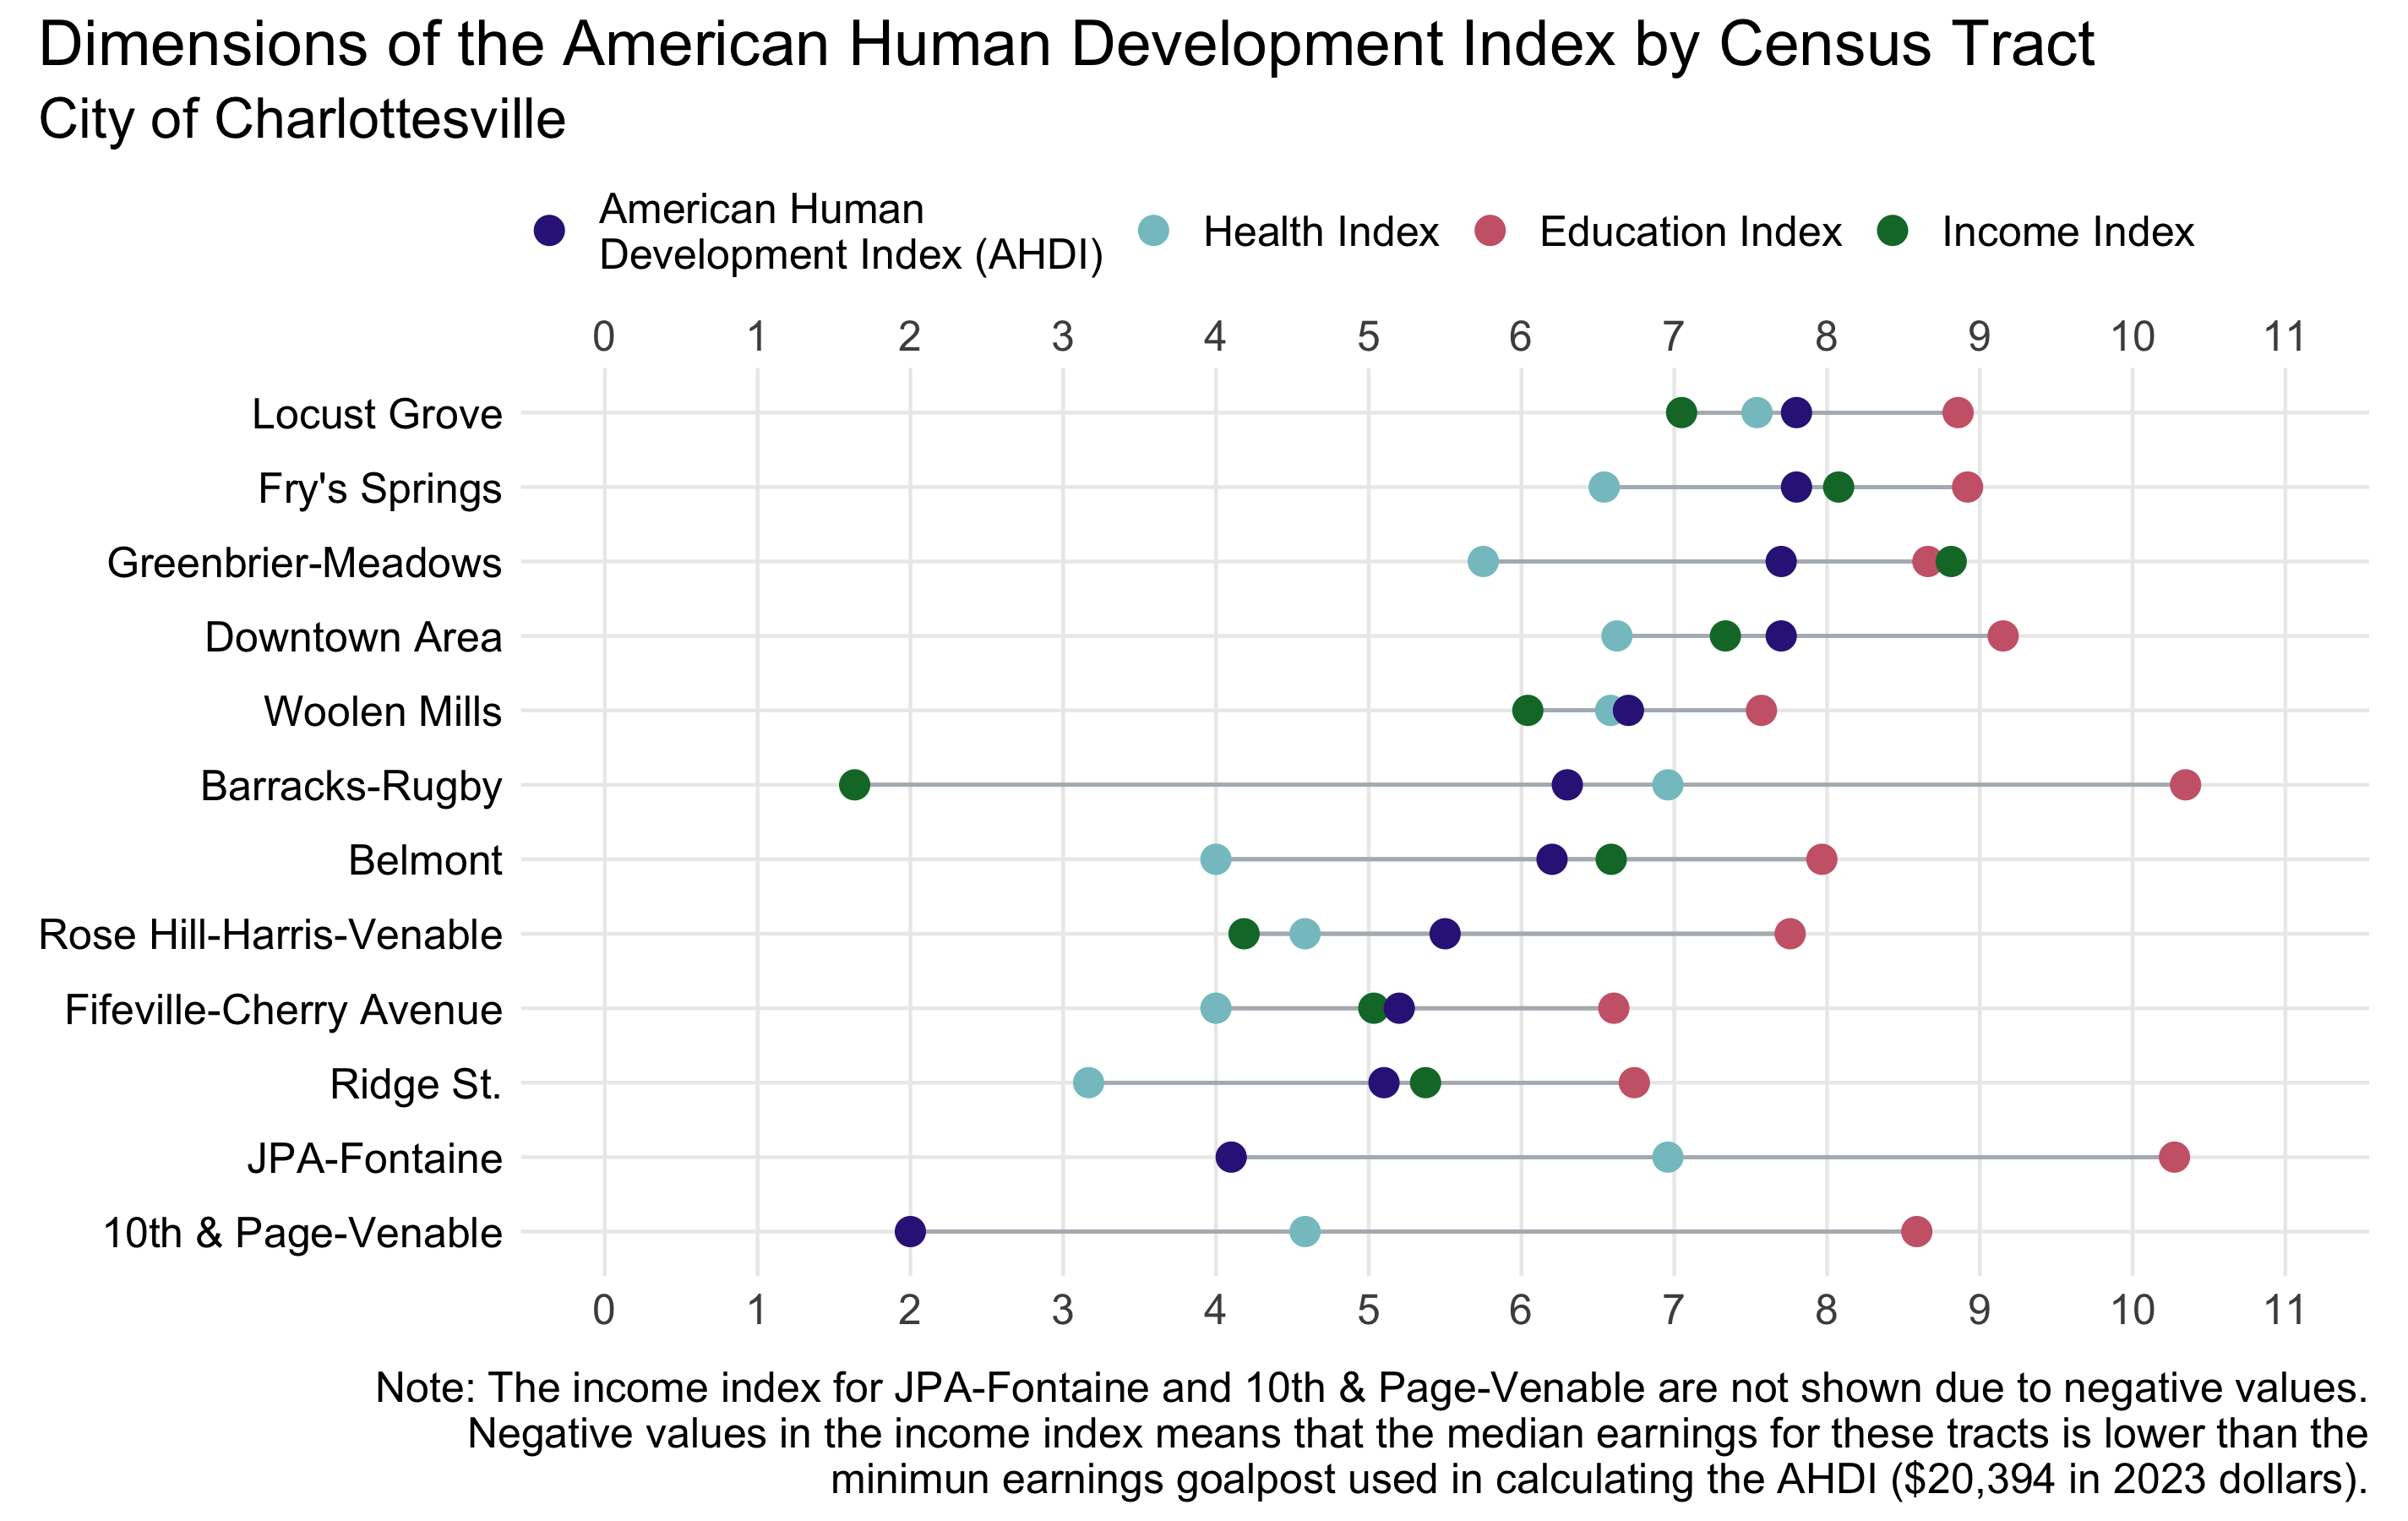 Dimensions of the American Human Development Index by Census Tract
City of Charlottesville
American Human
Development Index (AHDI)
Health Index
Education Index
Income Index
0 1 2 3 4 5 6 7 8 9 10 11
Locust Grove
Fry's Springs
Greenbrier-Meadows
Downtown Area
Woolen Mills
Barracks-Rugby
Belmont
Rose Hill-Harris-Venable
Fifeville-Cherry Avenue
Ridge St.
JPA-Fontaine
10th & Page-Venable
0 1 2 3 4 5 6 7 8 9 10 11
Note: The income index for JPA-Fontaine and 10th & Page-Venable are not shown due to negative values.
Negative values in the income index means that the median earnings for these tracts is lower than the
minimun earnings goalpost used in calculating the AHDI ($20,394 in 2023 dollars).